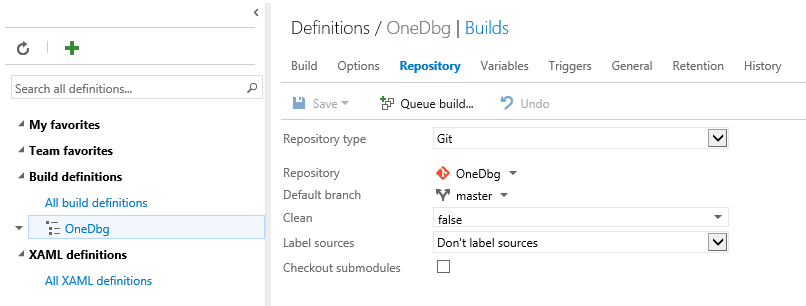 Search all definitions...
My favorites
Team favorites
Build definitions
All build definitions
OneDbg
XAML definitions
All XAML definitions
Definitions / OneDbg | Builds
Build Options Repository Variables Triggers General Retention History
Save Queue build... Undo
Repository type Git
Repository OneDbg
Default branch master
Clean false
Label sources Don't label sources
Checkout submodules